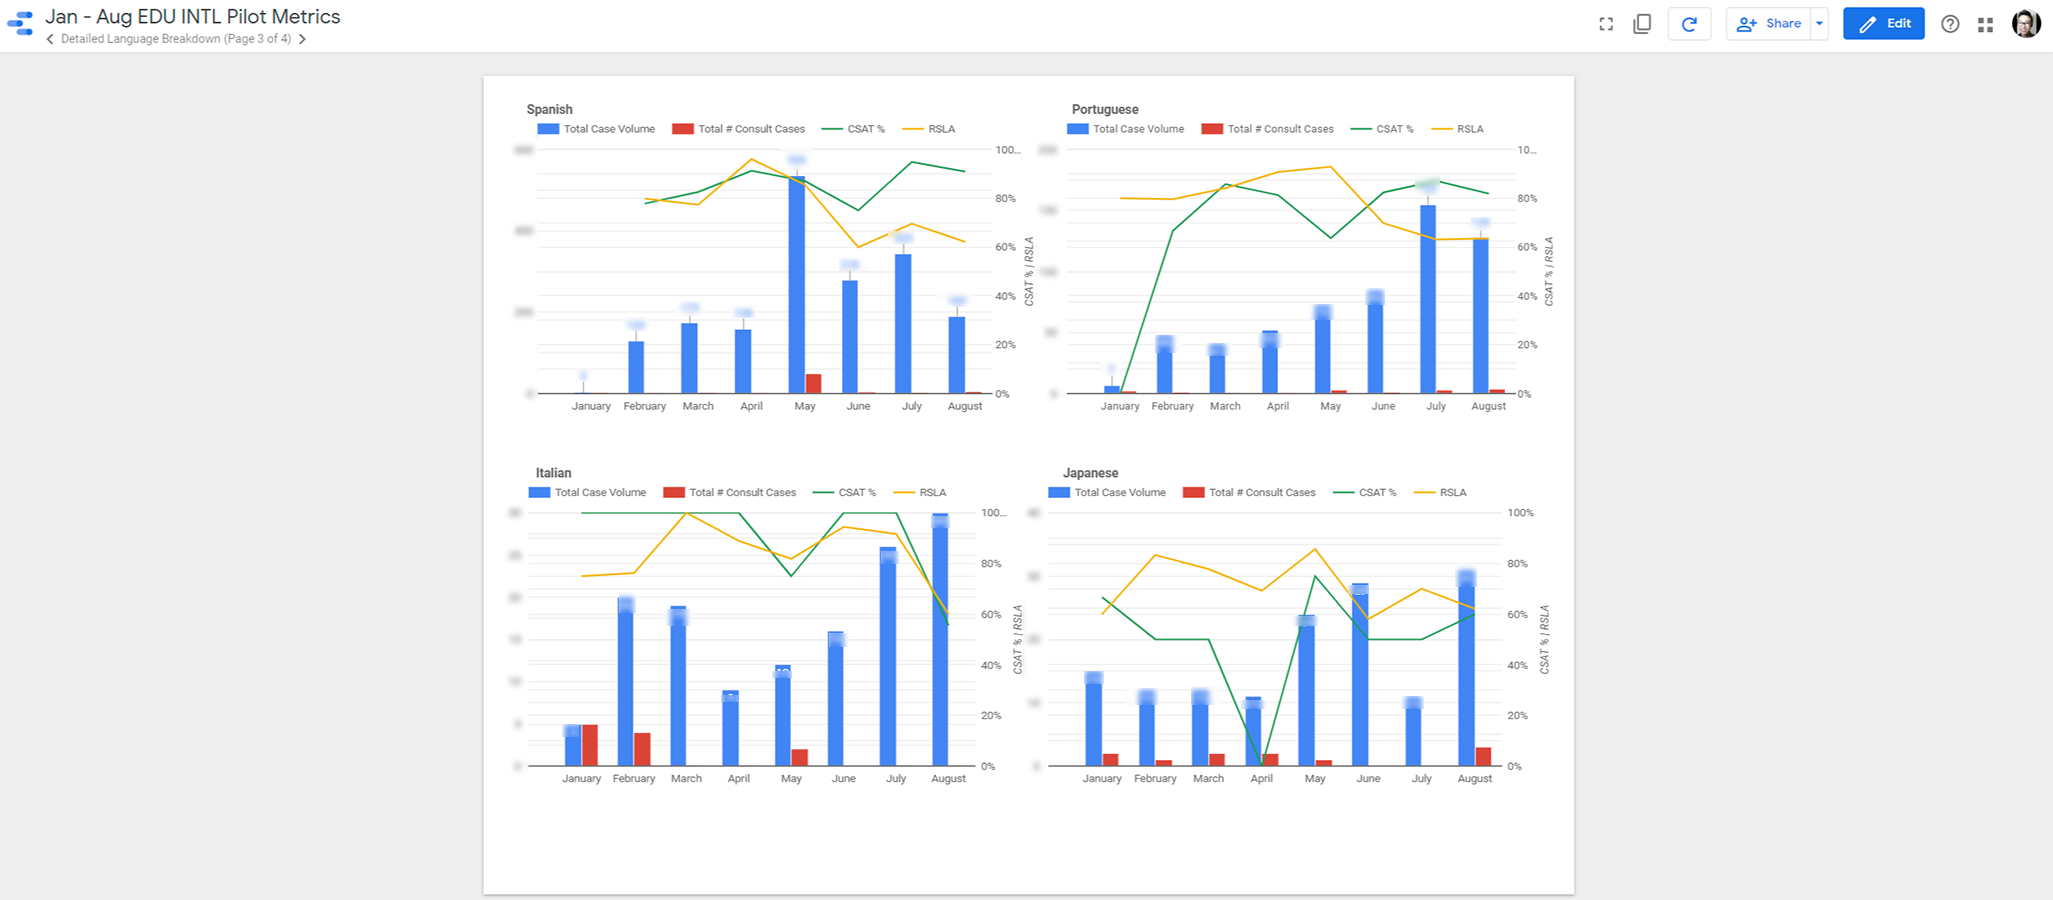 Jan - Aug EDU INTL Pilot Metrics
Detailed Language Breakdown (Page 3 of 4)
Share
Edit
Spanish
Total Case Volume Total # Consult Cases CSAT % RSLA
100...
80%
60%
40%
20%
0%
CSAT % | RSLA
January February March April May June July August
Portuguese
Total Case Volume Total # Consult Cases CSAT % RSLA
10...
80%
60%
40%
20%
0%
CSAT % | RSLA
January February March April May June July August
Italian
Total Case Volume Total # Consult Cases CSAT % RSLA
100...
80%
60%
40%
20%
0%
CSAT % | RSLA
January February March April May June July August
Japanese
Total Case Volume Total # Consult Cases CSAT % RSLA
100%
80%
60%
40%
20%
0%
CSAT % | RSLA
January February March April May June July August